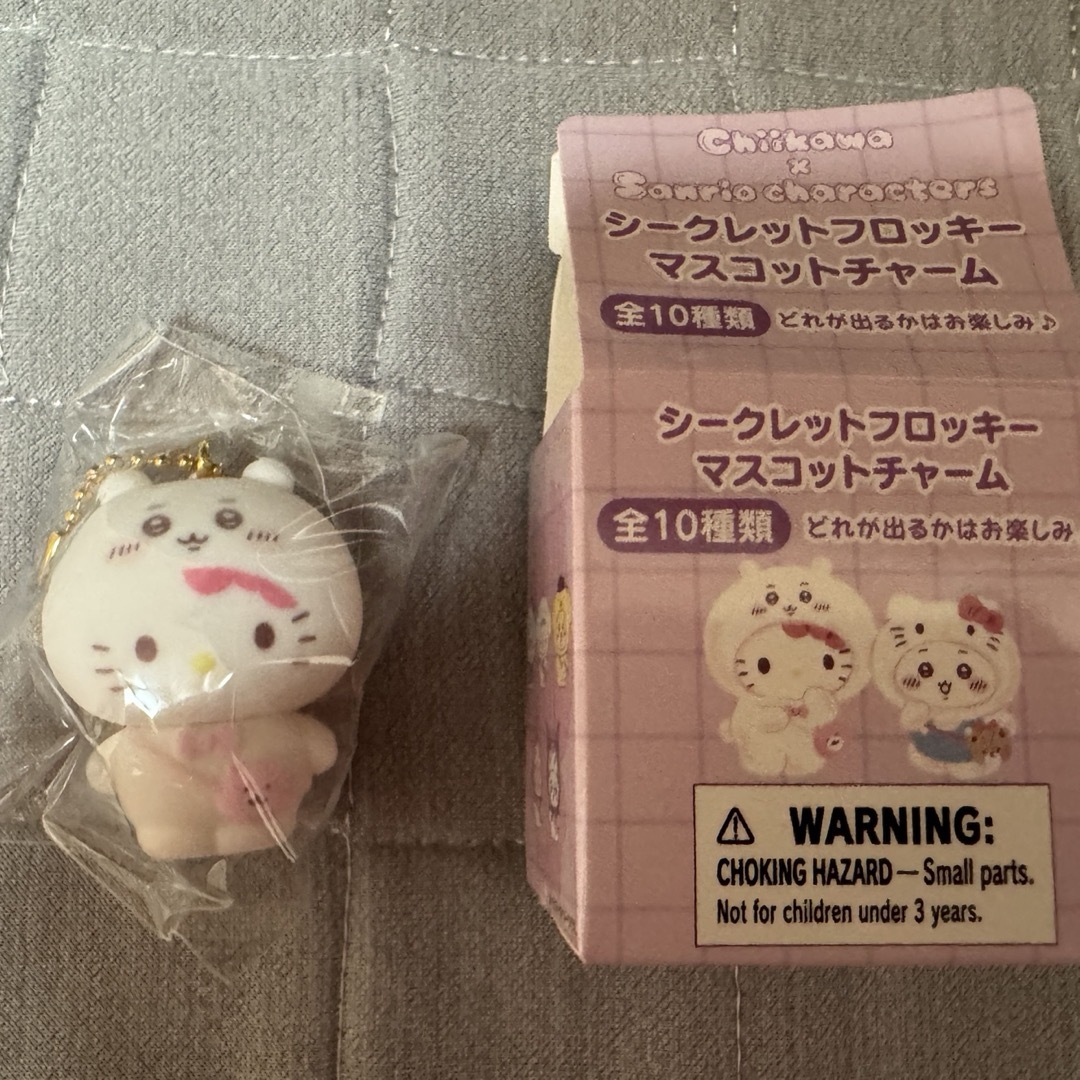 Chiikawa
×
Sanrio characters
シークレットフロッキー
マスコットチャーム
全10種類 どれが出るかはお楽しみ♪
シークレットフロッキー
マスコットチャーム
全10種類 どれが出るかはお楽しみ
WARNING:
CHOKING HAZARD — Small parts.
Not for children under 3 years.